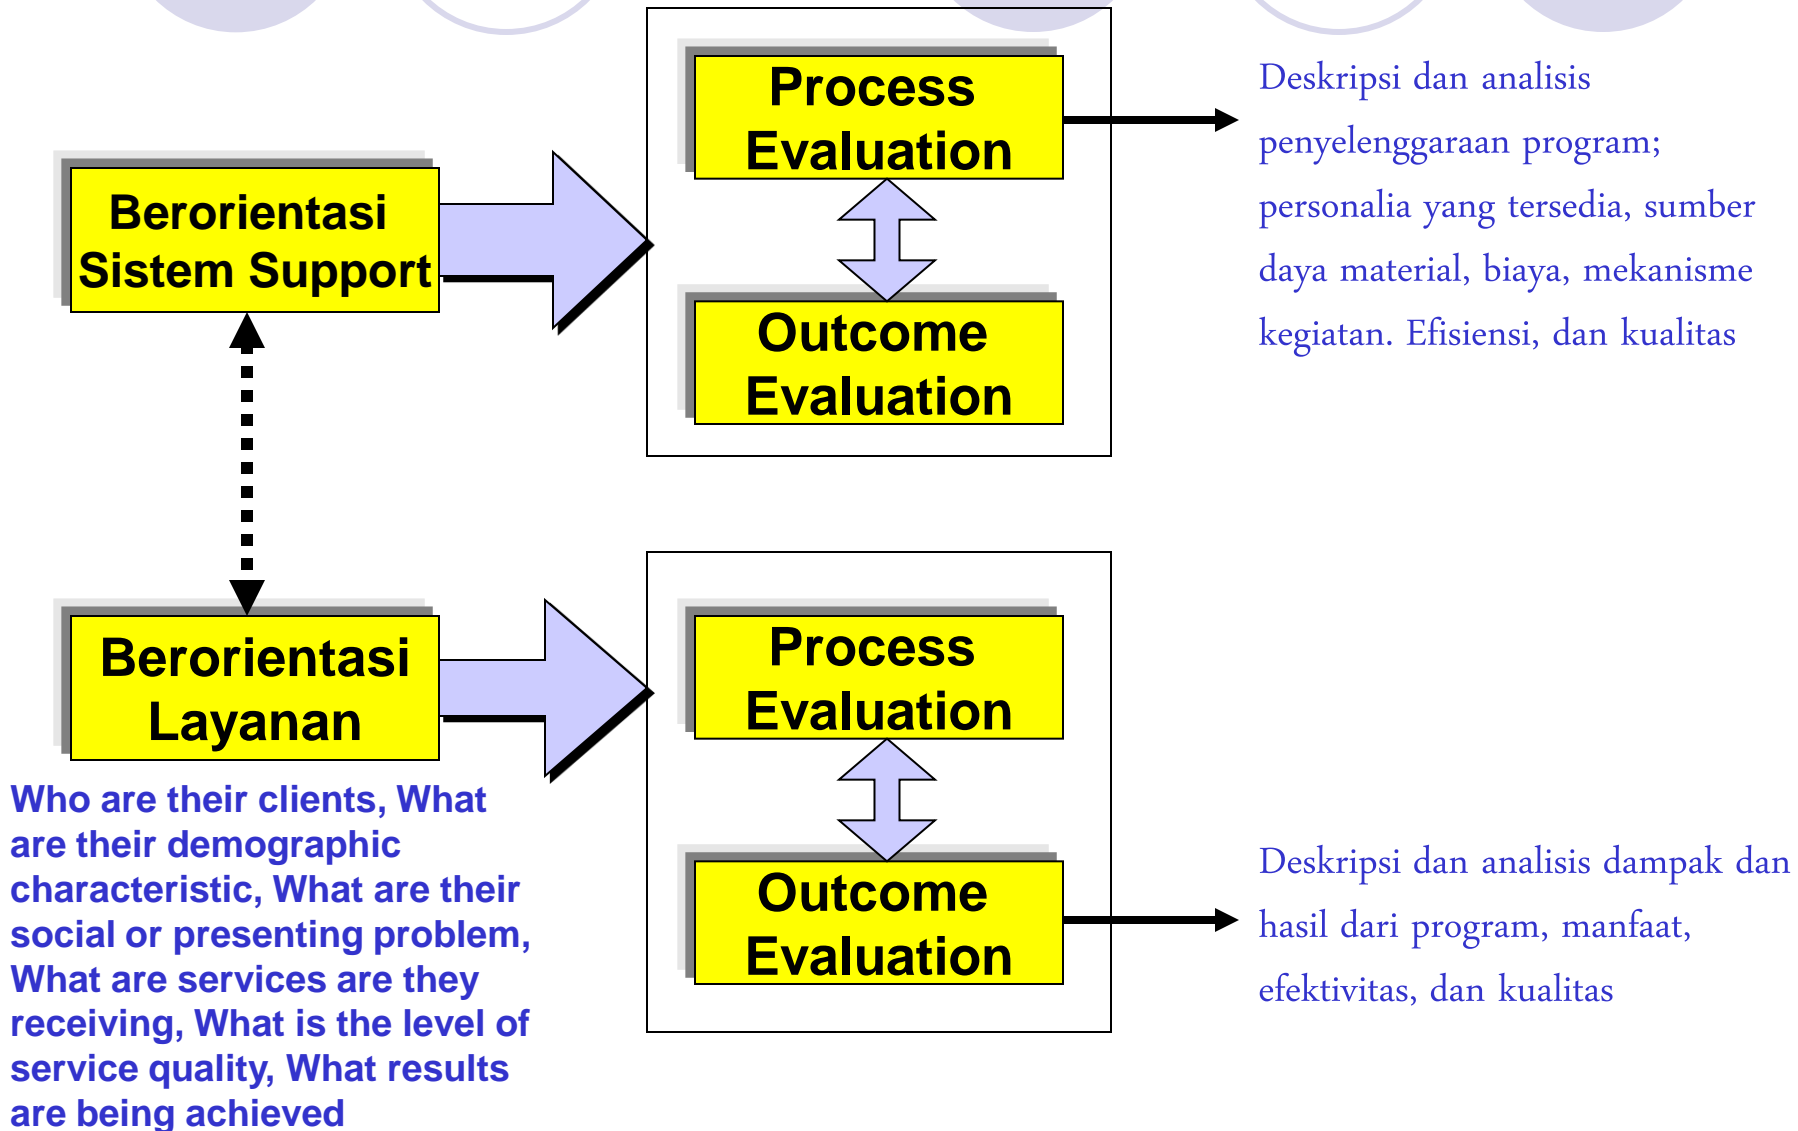 Process
Evaluation
Deskripsi dan analisis
penyelenggaraan program;
personalia yang tersedia, sumber
daya material, biaya, mekanisme
kegiatan. Efisiensi, dan kualitas
Berorientasi
Sistem Support
Outcome
Evaluation
Berorientasi
Layanan
Process
Evaluation
Who are their clients, What
are their demographic
characteristic, What are their
social or presenting problem,
What are services are they
receiving, What is the level of
service quality, What results
are being achieved
Outcome
Evaluation
Deskripsi dan analisis dampak dan
hasil dari program, manfaat,
efektivitas, dan kualitas